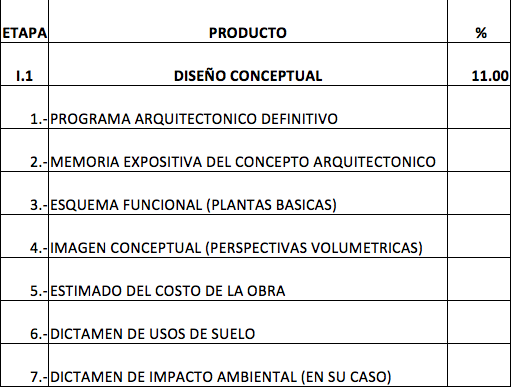 ETAPA PRODUCTO %
I.1 DISEÑO CONCEPTUAL 11.00
1.- PROGRAMA ARQUITECTONICO DEFINITIVO
2.- MEMORIA EXPOSITIVA DEL CONCEPTO ARQUITECTONICO
3.- ESQUEMA FUNCIONAL (PLANTAS BASICAS)
4.- IMAGEN CONCEPTUAL (PERSPECTIVAS VOLUMETRICAS)
5.- ESTIMADO DEL COSTO DE LA OBRA
6.- DICTAMEN DE USOS DE SUELO
7.- DICTAMEN DE IMPACTO AMBIENTAL (EN SU CASO)